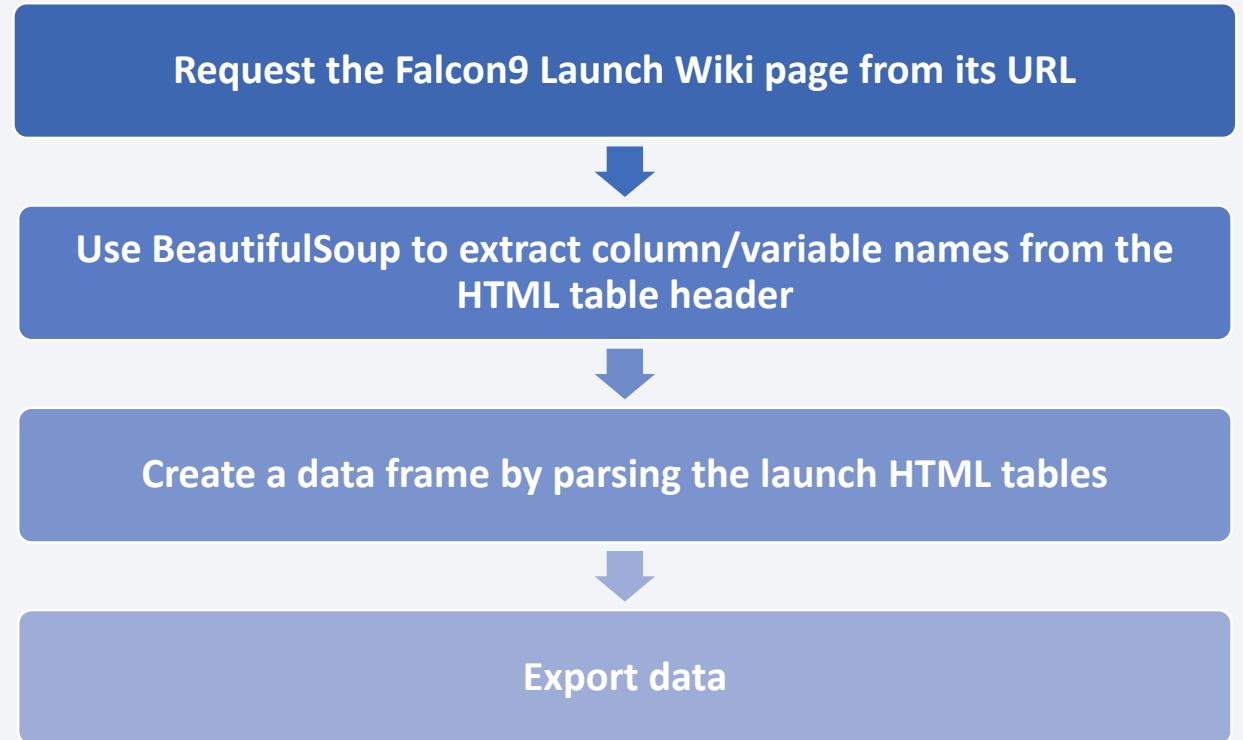 Request the Falcon9 Launch Wiki page from its URL
Use BeautifulSoup to extract column/variable names from the
HTML table header
Create a data frame by parsing the launch HTML tables
Export data